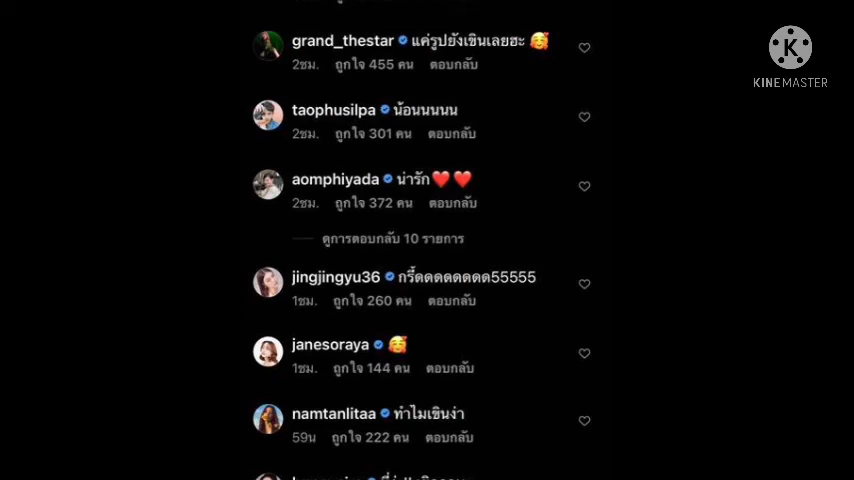 grand_thestar แค่รูปยังเขินเลยฮะ 🥰
2ชม. ถูกใจ 455 คน ตอบกลับ
taophusilpa น้อนนนนน
2ชม. ถูกใจ 301 คน ตอบกลับ
aomphiyada น่ารัก❤️❤️
2ชม. ถูกใจ 372 คน ตอบกลับ
ดูการตอบกลับ 10 รายการ
jingjingyu36 กรี้ดดดดดดดด55555
1ชม. ถูกใจ 260 คน ตอบกลับ
janesoraya 🥰
1ชม. ถูกใจ 144 คน ตอบกลับ
namtanlitaa ทำไมเขินง่า
59น ถูกใจ 222 คน ตอบกลับ
K
KINEMASTER